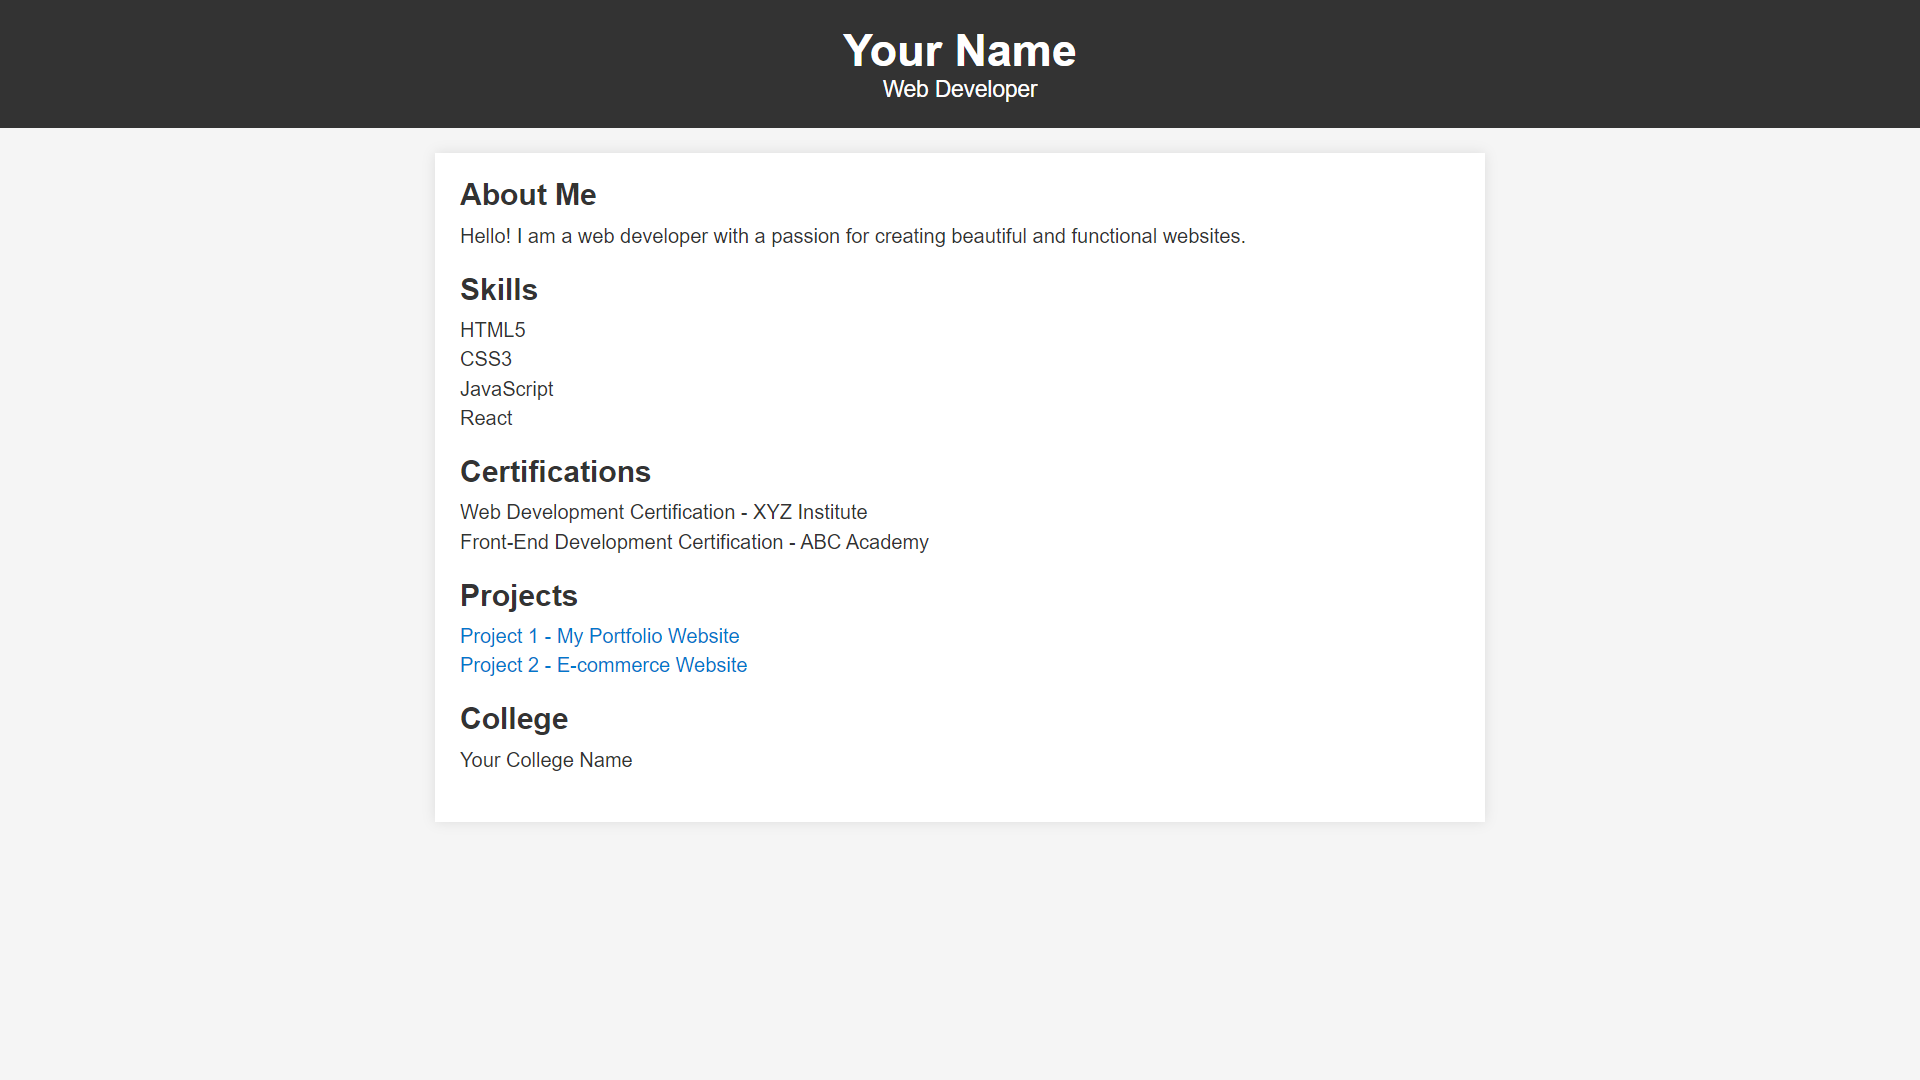 Your Name
Web Developer
About Me
Hello! I am a web developer with a passion for creating beautiful and functional websites.
Skills
HTML5
CSS3
JavaScript
React
Certifications
Web Development Certification - XYZ Institute
Front-End Development Certification - ABC Academy
Projects
Project 1 - My Portfolio Website
Project 2 - E-commerce Website
College
Your College Name